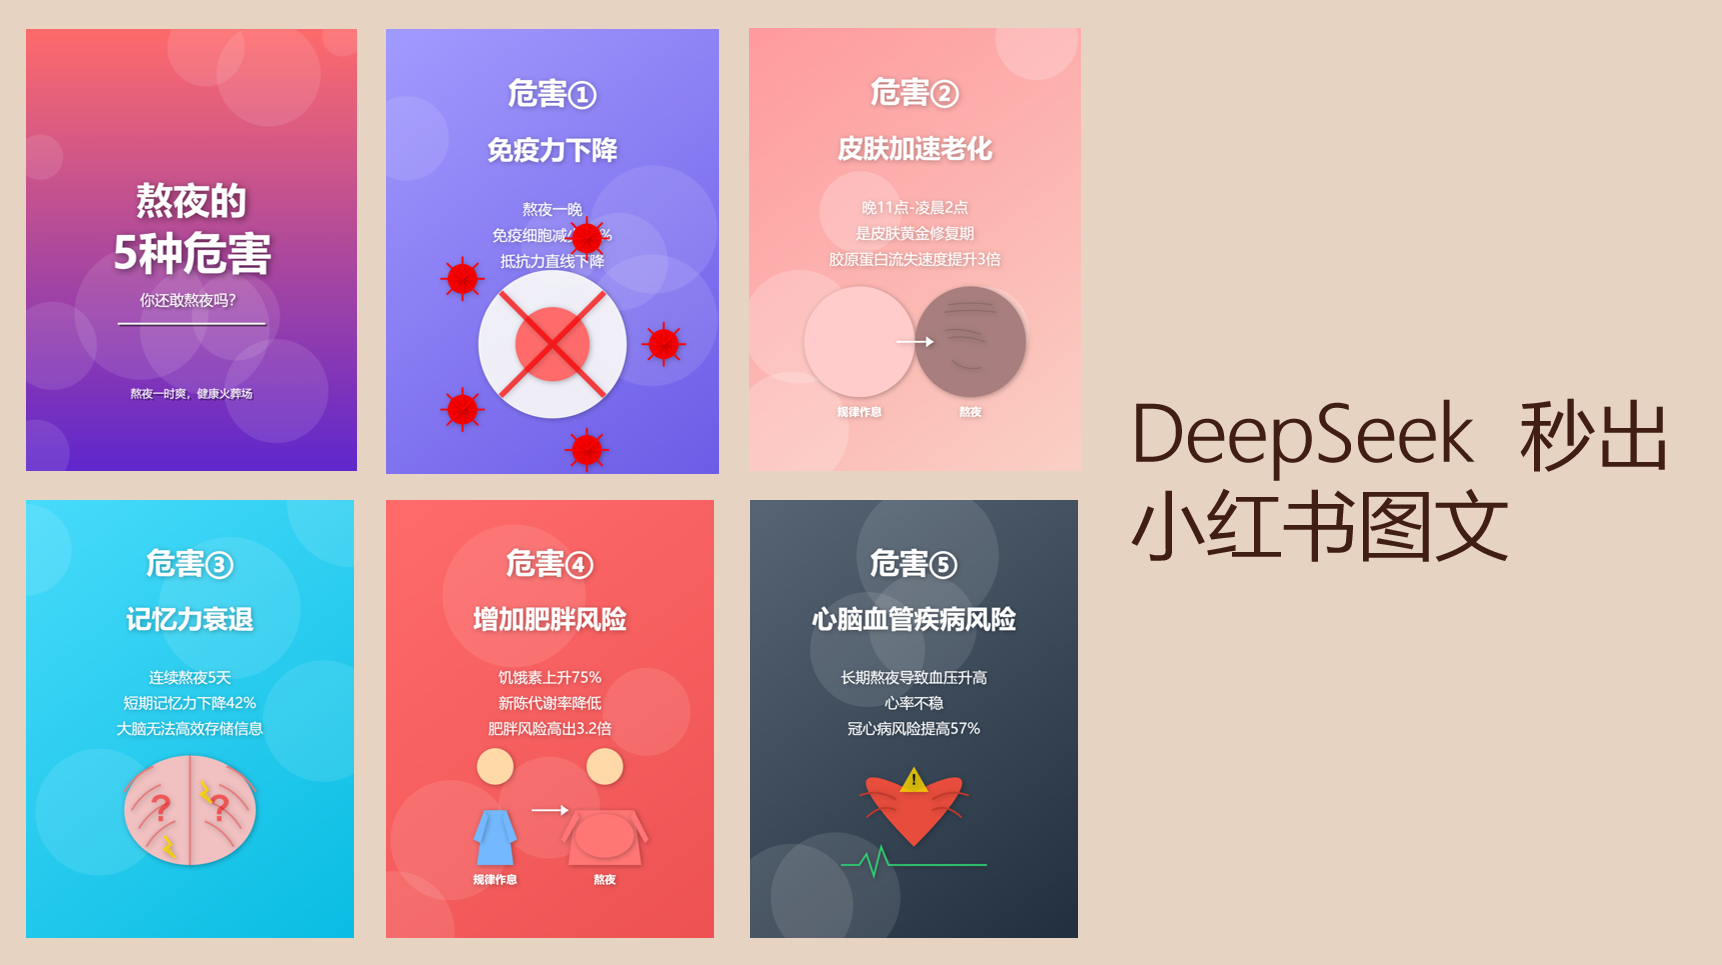 熬夜的
5种危害
你还敢熬夜吗?
熬夜一时爽，健康火葬场
危害①
免疫力下降
熬夜一晚
免疫细胞减 %
抵抗力直线下降
危害②
皮肤加速老化
晚11点-凌晨2点
是皮肤黄金修复期
胶原蛋白流失速度提升3倍
规律作息
熬夜
危害③
记忆力衰退
连续熬夜5天
短期记忆力下降42%
大脑无法高效存储信息
?
?
危害④
增加肥胖风险
饥饿素上升75%
新陈代谢率降低
肥胖风险高出3.2倍
规律作息
熬夜
危害⑤
心脑血管疾病风险
长期熬夜导致血压升高
心率不稳
冠心病风险提高57%
!
DeepSeek 秒出
小红书图文